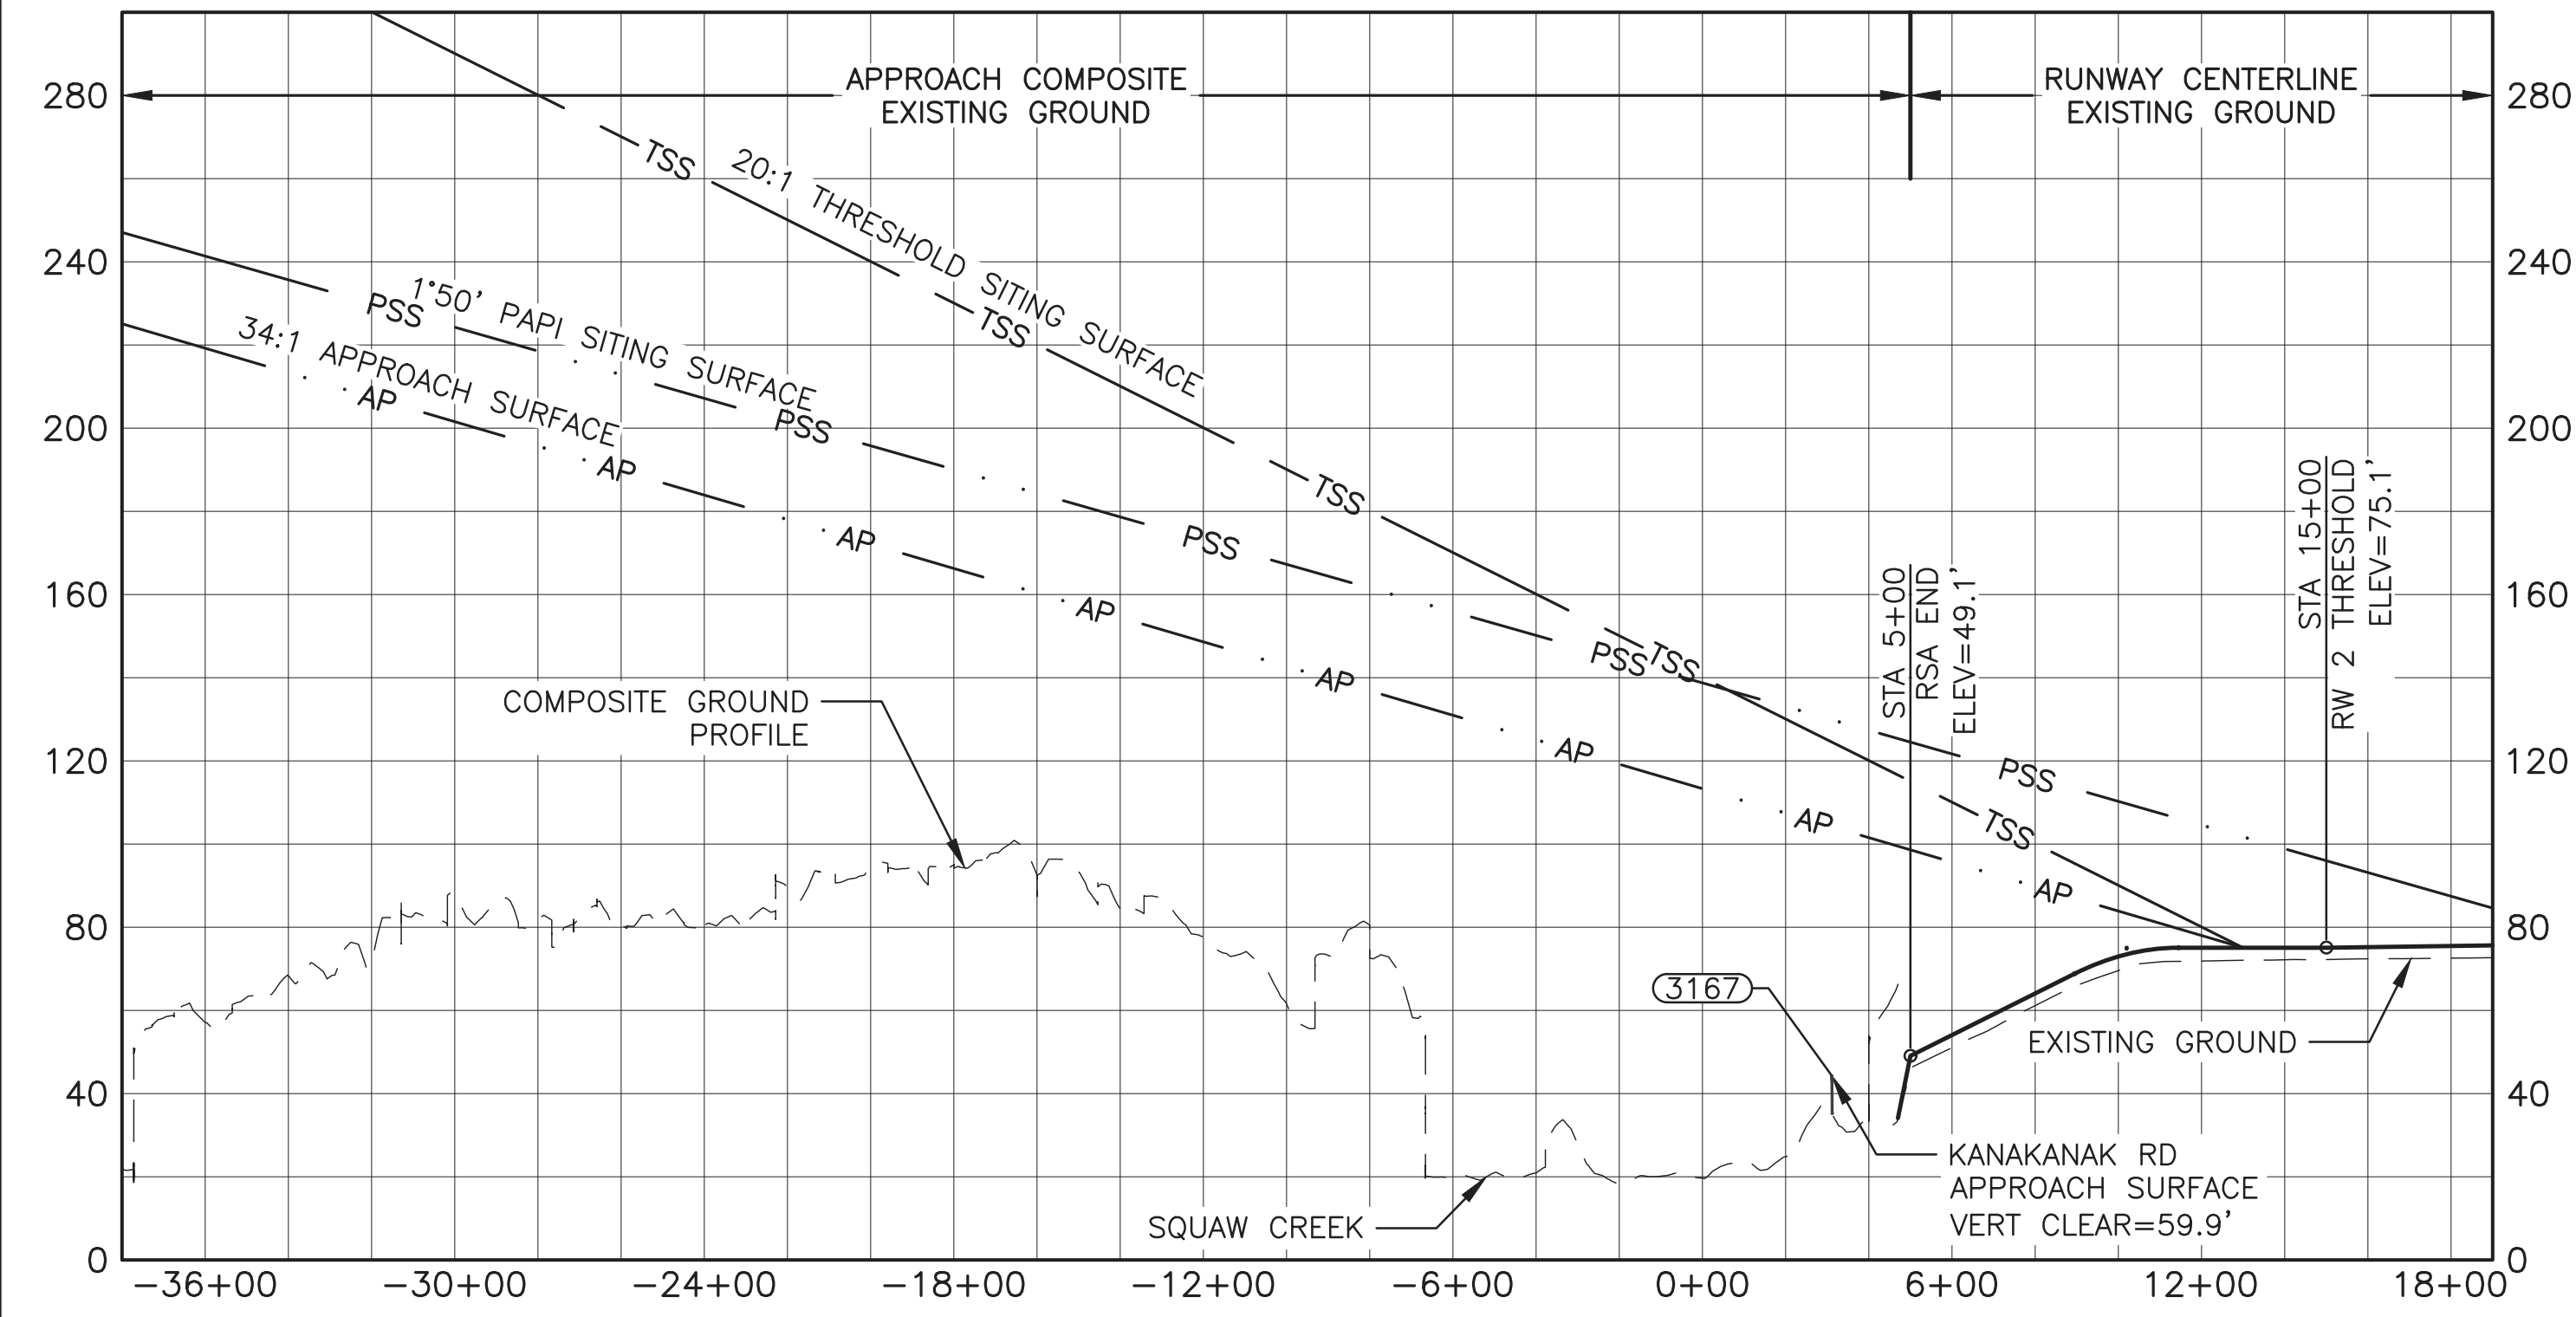 APPROACH COMPOSITE
EXISTING GROUND
RUNWAY CENTERLINE
EXISTING GROUND
280
280
TSS
20:1 THRESHOLD SITING SURFACE
240
240
PSS
1°50' PAPI SITING SURFACE
TSS
34:1 APPROACH SURFACE
AP
200
200
PSS
AP
TSS
STA 15+00
RW 2 THRESHOLD
ELEV=75.1'
AP
PSS
160
160
AP
STA 5+00
RSA END
ELEV=49.1'
PSS
TSS
AP
COMPOSITE GROUND
PROFILE
120
120
AP
PSS
AP
TSS
AP
80
80
3167
EXISTING GROUND
40
40
KANAKANAK RD
APPROACH SURFACE
VERT CLEAR=59.9'
SQUAW CREEK
0
0
-36+00
-30+00
-24+00
-18+00
-12+00
-6+00
0+00
6+00
12+00
18+00